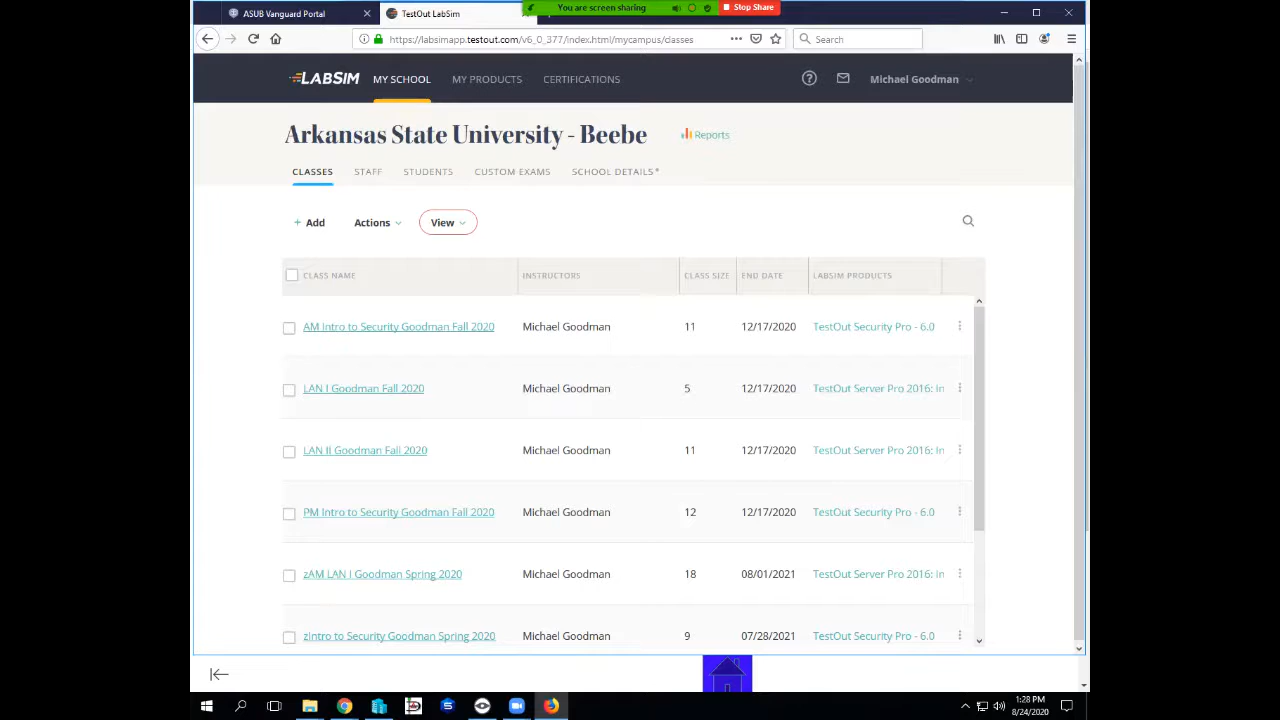 ASUB Vanguard Portal
TestOut LabSim
You are screen sharing
Stop Share
https://labsimapp.testout.com/v6_0_377/index.html/mycampus/classes
Search
LABSIM
MY SCHOOL
MY PRODUCTS
CERTIFICATIONS
Michael Goodman
Arkansas State University - Beebe
Reports
CLASSES
STAFF
STUDENTS
CUSTOM EXAMS
SCHOOL DETAILS*
+ Add
Actions
View
CLASS NAME INSTRUCTORS CLASS SIZE END DATE LABSIM PRODUCTS
AM Intro to Security Goodman Fall 2020 Michael Goodman 11 12/17/2020 TestOut Security Pro - 6.0
LAN I Goodman Fall 2020 Michael Goodman 5 12/17/2020 TestOut Server Pro 2016: In
LAN II Goodman Fall 2020 Michael Goodman 11 12/17/2020 TestOut Server Pro 2016: In
PM Intro to Security Goodman Fall 2020 Michael Goodman 12 12/17/2020 TestOut Security Pro - 6.0
zAM LAN I Goodman Spring 2020 Michael Goodman 18 08/01/2021 TestOut Server Pro 2016: In
zIntro to Security Goodman Spring 2020 Michael Goodman 9 07/28/2021 TestOut Security Pro - 6.0
1:28 PM
8/24/2020